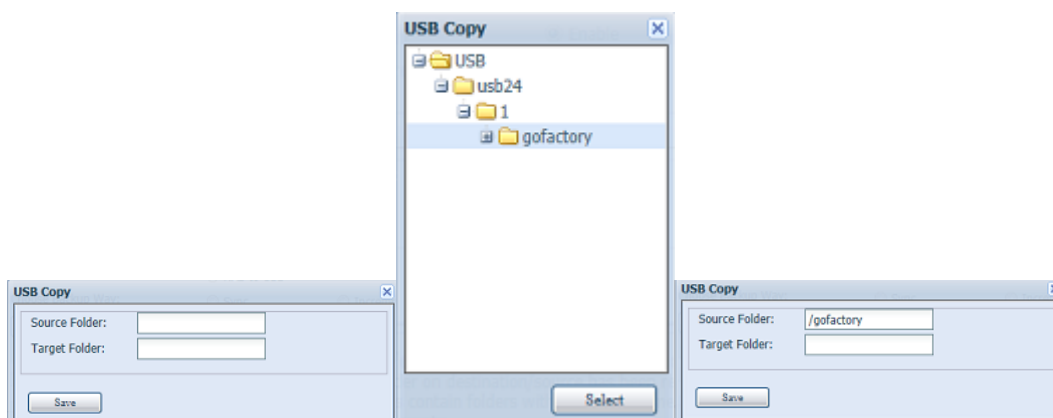 USB Copy
Source Folder:
Target Folder:
Save
USB Copy
USB
usb24
1
gofactory
Select
USB Copy
Source Folder: /gofactory
Target Folder:
Save